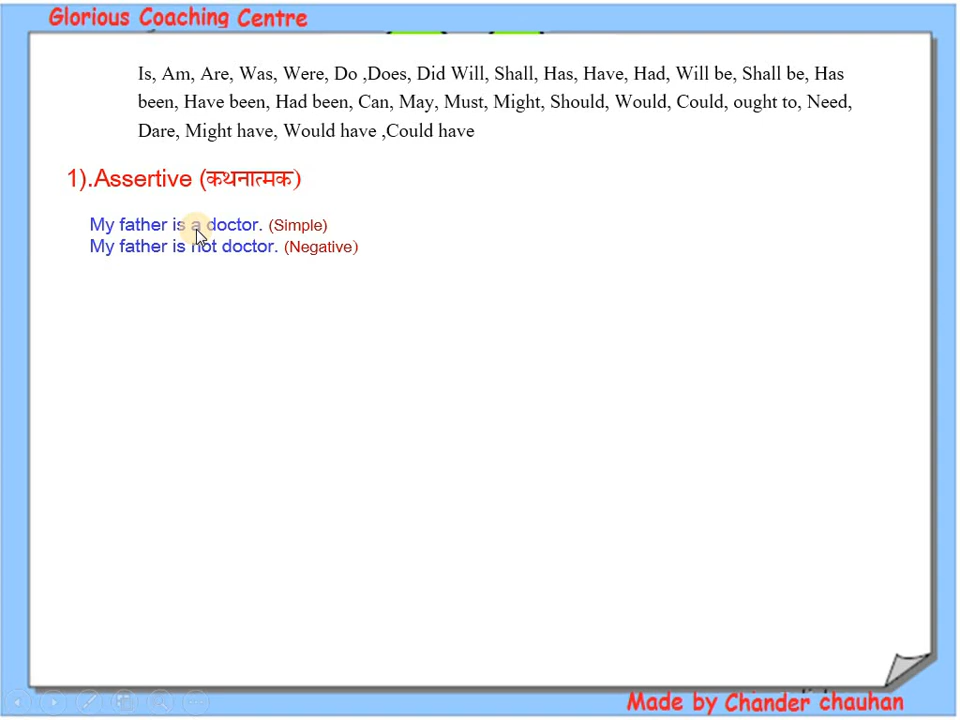 Glorious Coaching Centre
Is, Am, Are, Was, Were, Do ,Does, Did Will, Shall, Has, Have, Had, Will be, Shall be, Has
been, Have been, Had been, Can, May, Must, Might, Should, Would, Could, ought to, Need,
Dare, Might have, Would have ,Could have
1).Assertive (कथनात्मक)
My father is a doctor. (Simple)
My father is not doctor. (Negative)
Made by Chander chauhan